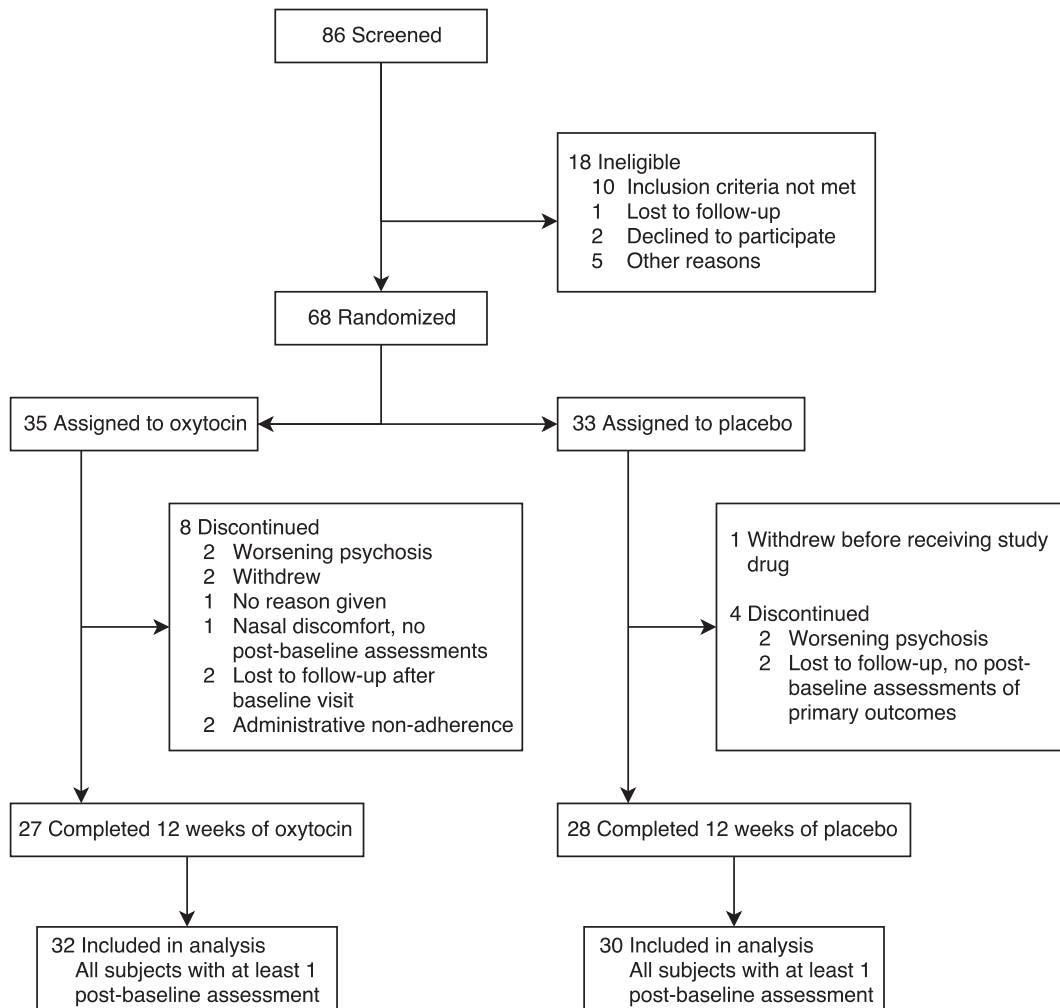 86 Screened
18 Ineligible
10 Inclusion criteria not met
1 Lost to follow-up
2 Declined to participate
5 Other reasons
68 Randomized
35 Assigned to oxytocin
33 Assigned to placebo
8 Discontinued
2 Worsening psychosis
2 Withdrew
1 No reason given
1 Nasal discomfort, no
post-baseline assessments
2 Lost to follow-up after
baseline visit
2 Administrative non-adherence
1 Withdrew before receiving study
drug
4 Discontinued
2 Worsening psychosis
2 Lost to follow-up, no post-
baseline assessments of
primary outcomes
27 Completed 12 weeks of oxytocin
28 Completed 12 weeks of placebo
32 Included in analysis
All subjects with at least 1
post-baseline assessment
30 Included in analysis
All subjects with at least 1
post-baseline assessment